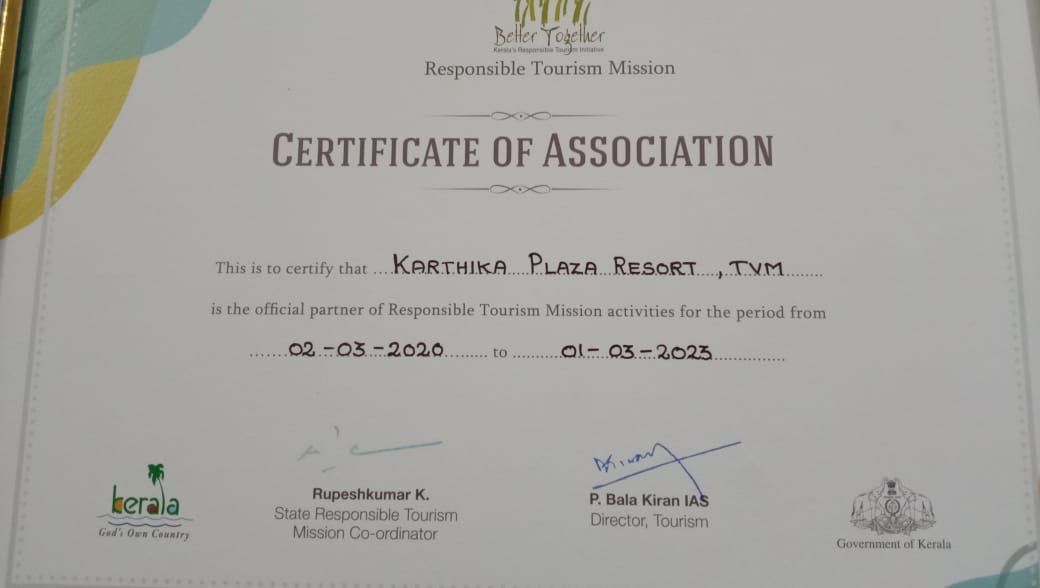 Better Together
Kerala's Responsible Tourism Initiative
Responsible Tourism Mission
CERTIFICATE OF ASSOCIATION
This is to certify that ....KARTHIKA....PLAZA..RESORT....,TVM........
is the official partner of Responsible Tourism Mission activities for the period from
.......02-03-2020......... to ...........01-03-2023...............
Rupeshkumar K.
State Responsible Tourism
Mission Co-ordinator
P. Bala Kiran IAS
Director, Tourism
kerala
God's Own Country
Government of Kerala